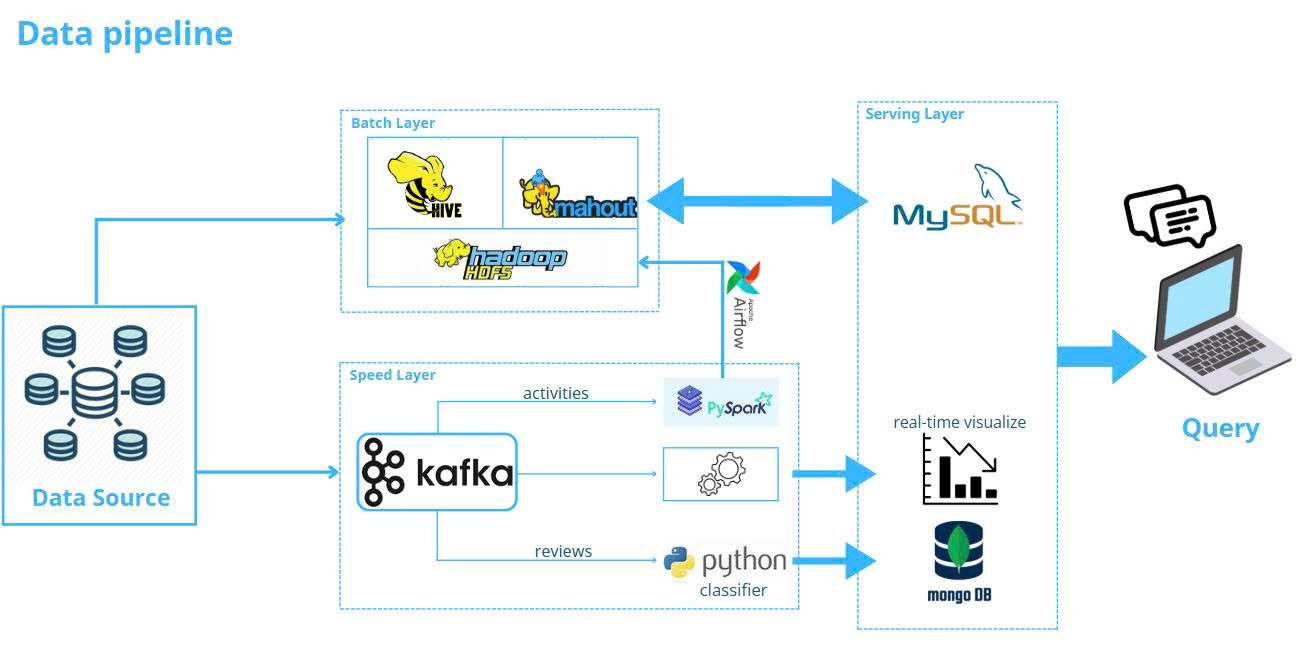 Data pipeline
Batch Layer
HIVE
mahout
hadoop
HDFS
Serving Layer
MySQL
Apache
Airflow
Speed Layer
activities
PySpark
kafka
reviews
python
classifier
real-time visualize
mongo DB
Data Source
Query